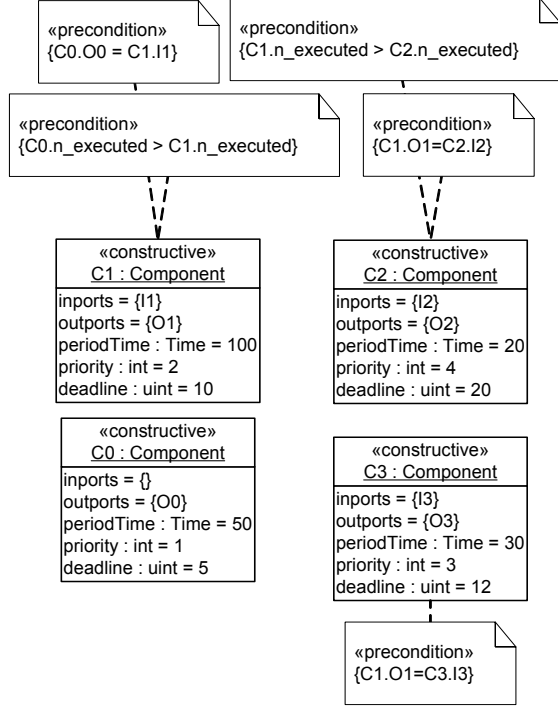 «precondition»
{C0.O0 = C1.I1}
«precondition»
{C1.n_executed > C2.n_executed}
«precondition»
{C0.n_executed > C1.n_executed}
«precondition»
{C1.O1=C2.I2}
«constructive»
C1 : Component
inports = {I1}
outports = {O1}
periodTime : Time = 100
priority : int = 2
deadline : uint = 10
«constructive»
C2 : Component
inports = {I2}
outports = {O2}
periodTime : Time = 20
priority : int = 4
deadline : uint = 20
«constructive»
C0 : Component
inports = {}
outports = {O0}
periodTime : Time = 50
priority : int = 1
deadline : uint = 5
«constructive»
C3 : Component
inports = {I3}
outports = {O3}
periodTime : Time = 30
priority : int = 3
deadline : uint = 12
«precondition»
{C1.O1=C3.I3}